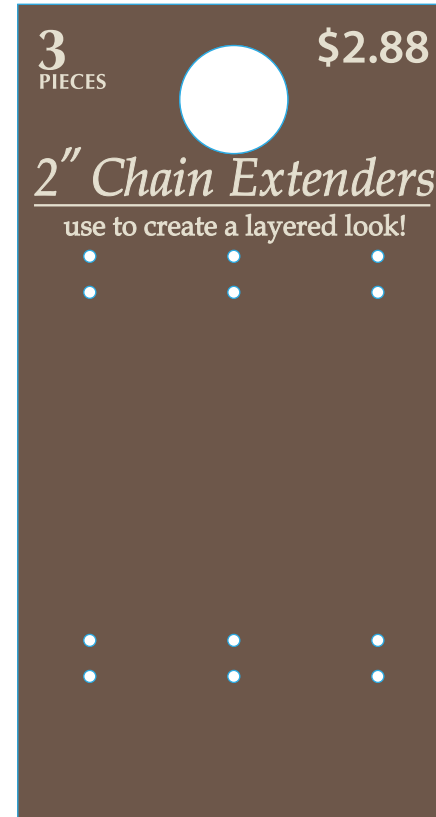 3
PIECES
$2.88
2" Chain Extenders
use to create a layered look!